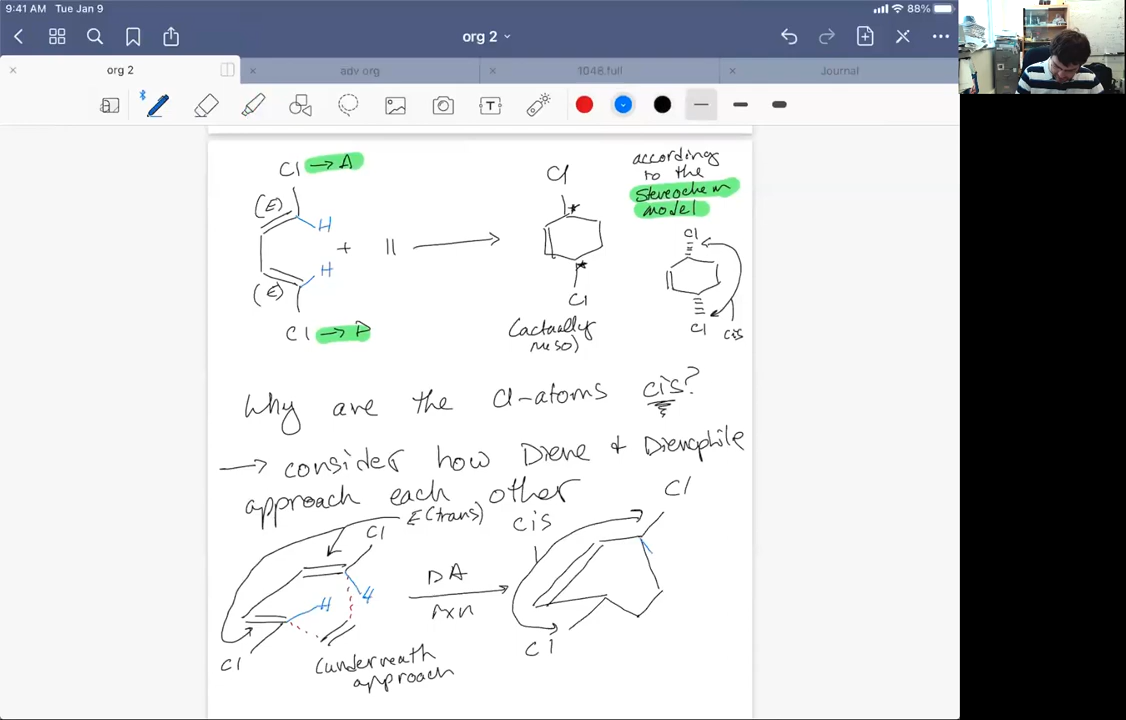 9:41 AM Tue Jan 9
88%
org 2
org 2
adv org
1048.full
Journal
T
Cl → A
(E)
H
+ || →
H
(E)
Cl →
Cl
*
*
Cl
(actually
meso)
according
to the
Stereochem
model
Cl
Cl
cis
Why are the Cl-atoms cis?
→ consider how Diene + Dienophile
approach each other
E (trans)
Cl
H
H
Cl
(underneath
approach
DA
rxn
cis
Cl
Cl